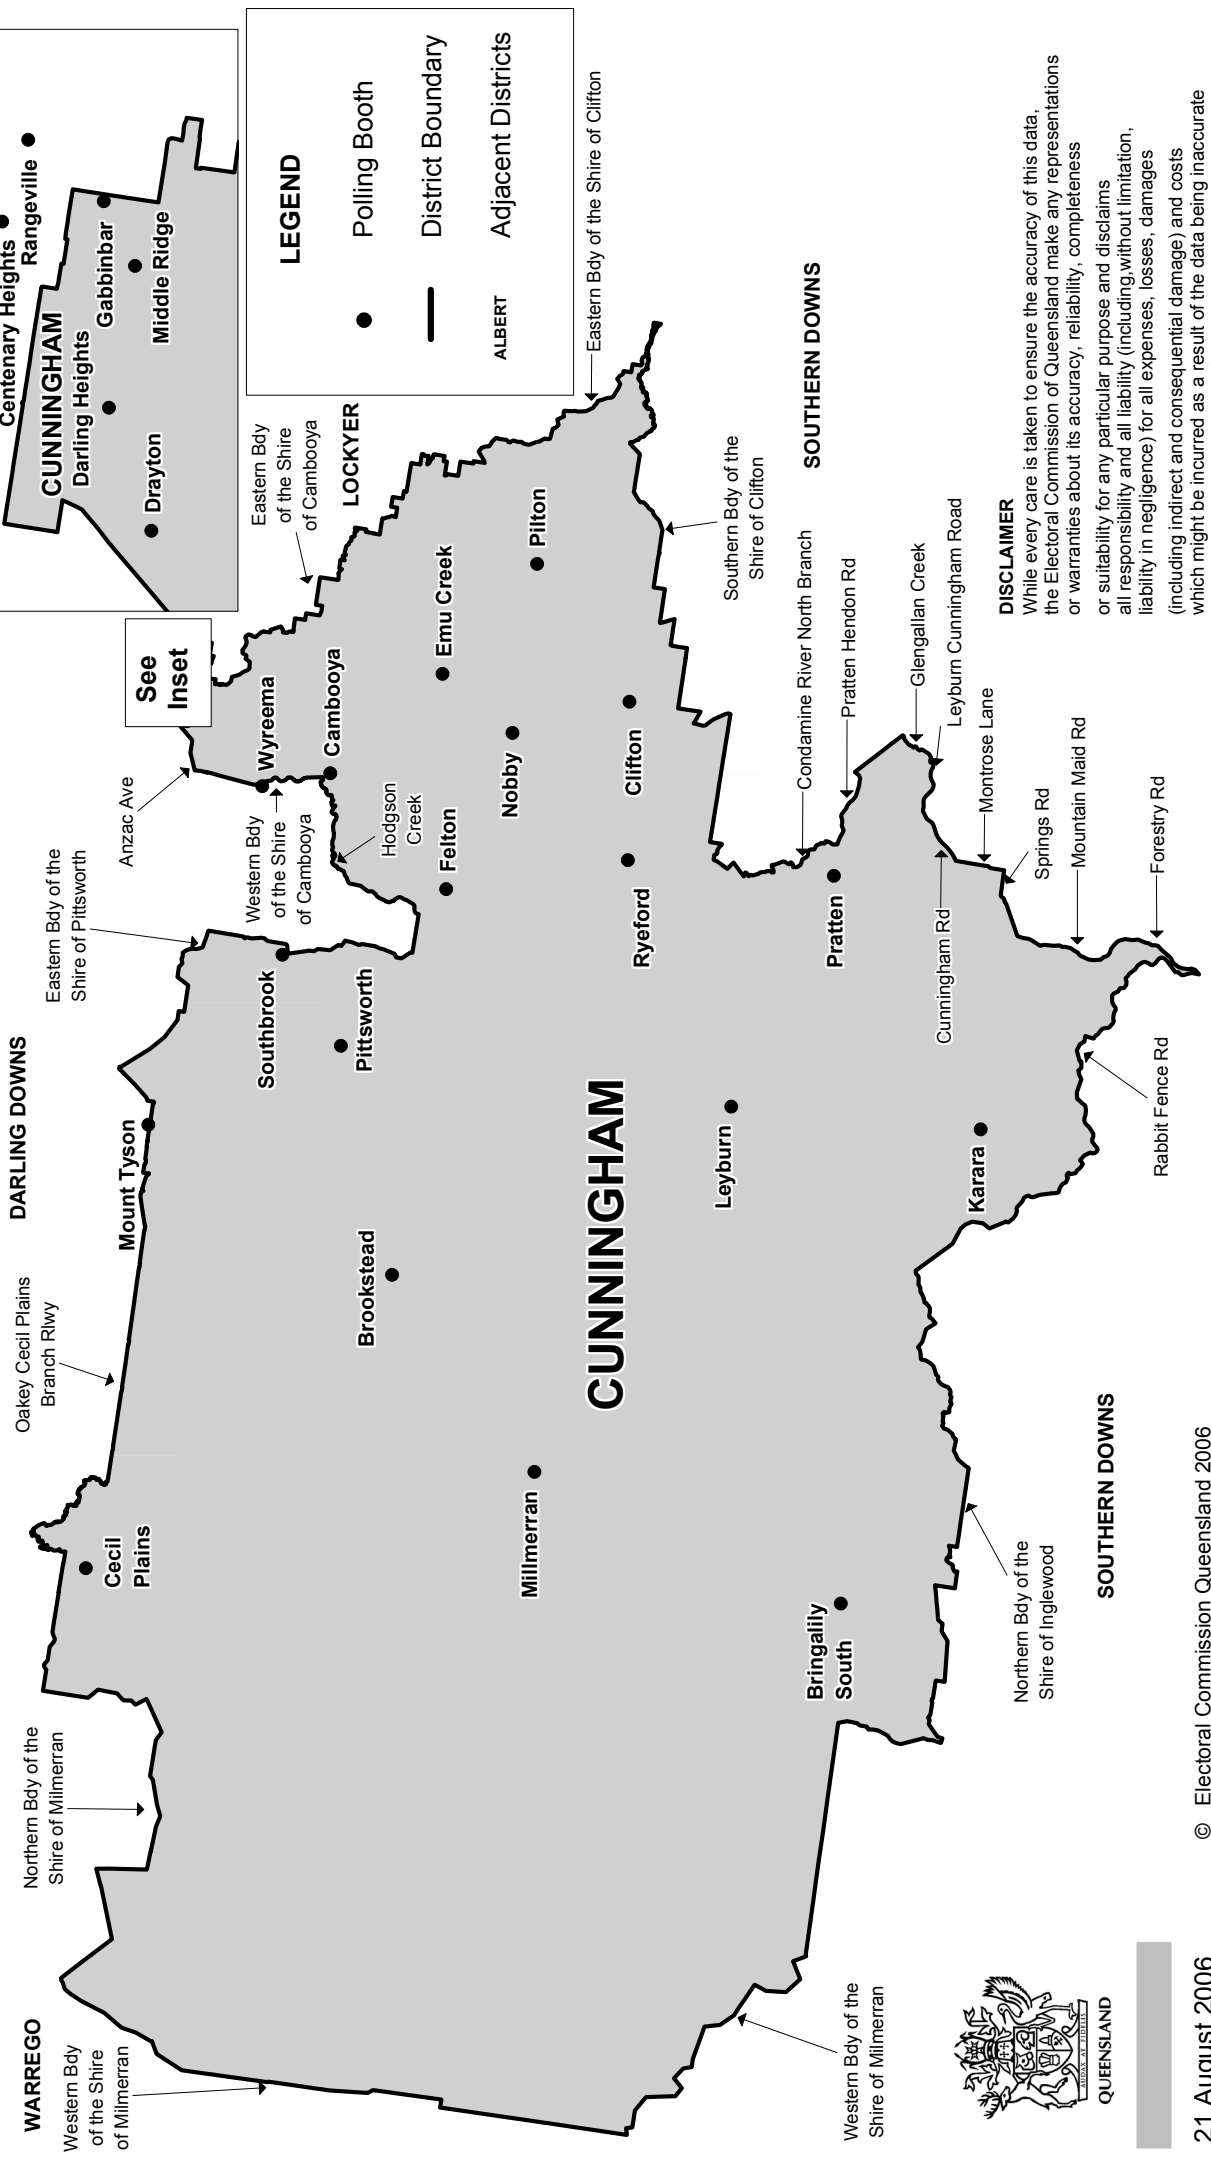 WARREGO
Western Bdy
of the Shire
of Milmerran
Northern Bdy of the
Shire of Milmerran
Oakey Cecil Plains
Branch Rlwy
DARLING DOWNS
Eastern Bdy of the
Shire of Pittsworth
Anzac Ave
See
Inset
Centenary Heights
Rangeville
CUNNINGHAM
Darling Heights
Gabbinbar
Middle Ridge
Drayton
LEGEND
Polling Booth
District Boundary
ALBERT
Adjacent Districts
Cecil
Plains
Mount Tyson
Southbrook
Pittsworth
Western Bdy
of the Shire
of Cambooya
Wyreema
Cambooya
Hodgson
Creek
Eastern Bdy
of the Shire
of Cambooya
LOCKYER
Brookstead
Felton
Emu Creek
Nobby
Pilton
Millmerran
CUNNINGHAM
Ryeford
Clifton
Eastern Bdy of the Shire of Clifton
Leyburn
Southern Bdy of the
Shire of Clifton
SOUTHERN DOWNS
Bringalily
South
Pratten
Condamine River North Branch
Pratten Hendon Rd
Glengallan Creek
Leyburn Cunningham Road
Cunningham Rd
Karara
Montrose Lane
Springs Rd
Mountain Maid Rd
Forestry Rd
Rabbit Fence Rd
Western Bdy of the
Shire of Milmerran
Northern Bdy of the
Shire of Inglewood
SOUTHERN DOWNS
DISCLAIMER
While every care is taken to ensure the accuracy of this data,
the Electoral Commission of Queensland make any representations
or warranties about its accuracy, reliability, completeness
or suitability for any particular purpose and disclaims
all responsibility and all liability (including,without limitation,
liability in negligence) for all expenses, losses, damages
(including indirect and consequential damage) and costs
which might be incurred as a result of the data being inaccurate
AUDAX AT FIDELIS
QUEENSLAND
21 August 2006
© Electoral Commission Queensland 2006